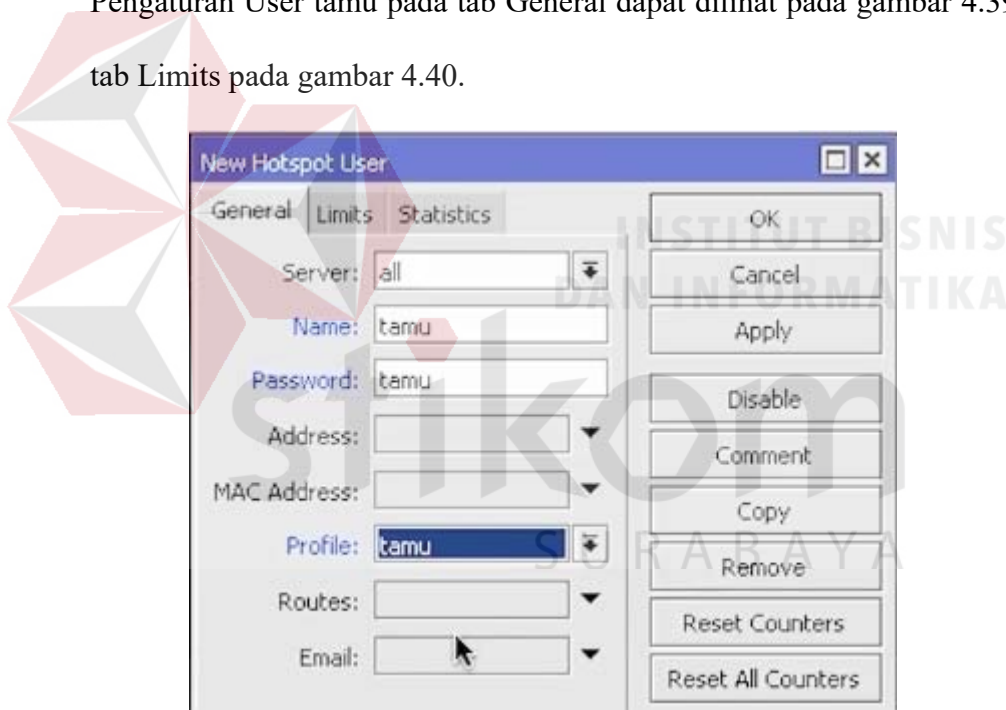 Pengaturan User tamu pada tab General dapat dilihat pada gambar 4.39
tab Limits pada gambar 4.40.
New Hotspot User
General Limits Statistics
Server: all
Name: tamu
Password: tamu
Address:
MAC Address:
Profile: tamu
Routes:
Email:
OK
Cancel
Apply
Disable
Comment
Copy
Remove
Reset Counters
Reset All Counters
INSTITUT BISNIS
DAN INFORMATIKA
stikom
SURABAYA